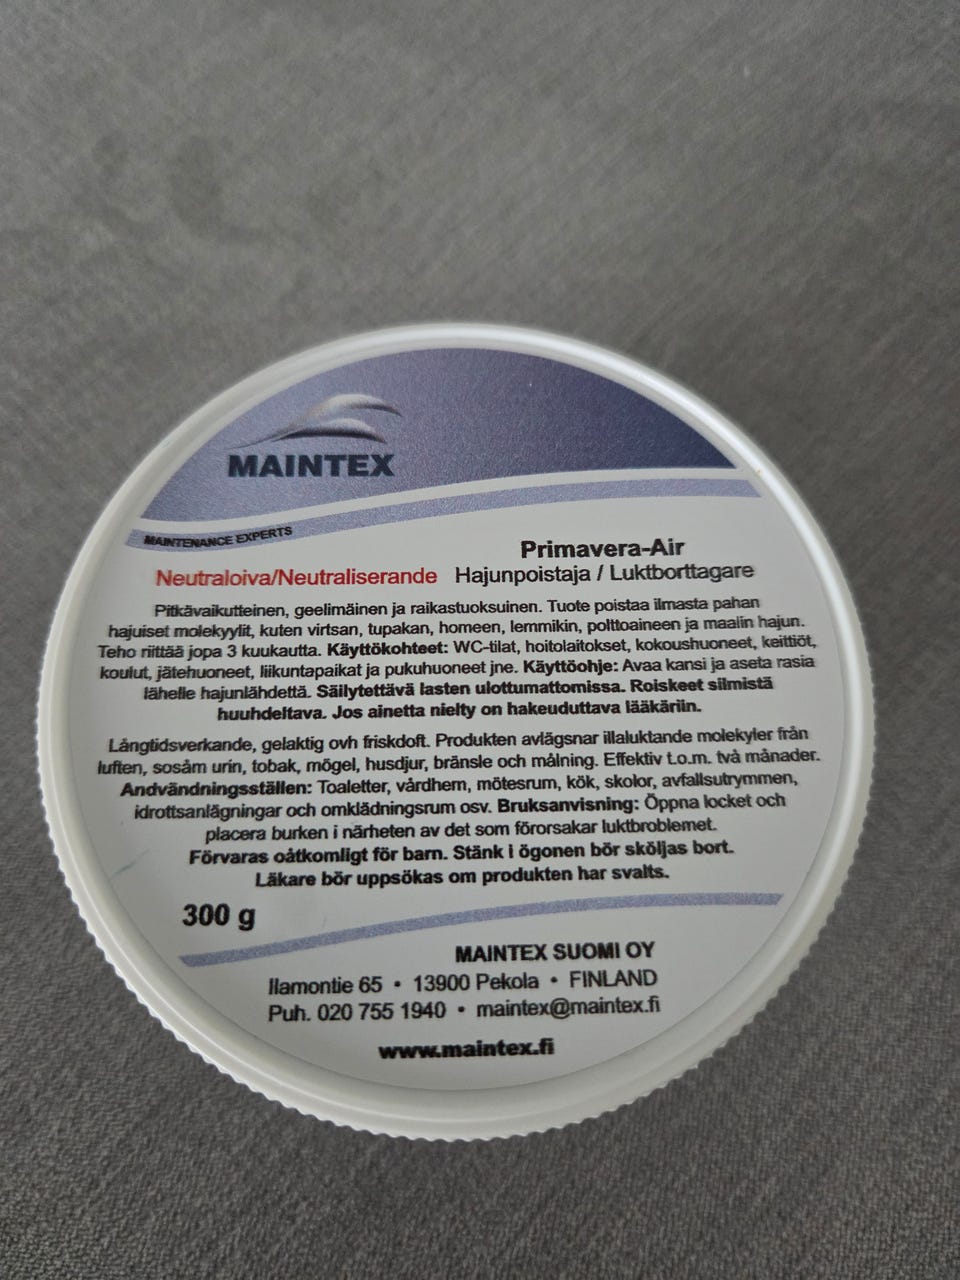 MAINTEX
MAINTENANCE EXPERTS
Primavera-Air
Neutraloiva/Neutraliserande Hajunpoistaja / Luktborttagare
Pitkävaikutteinen, geelimäinen ja raikastuoksuinen. Tuote poistaa ilmasta pahan
hajuiset molekyylit, kuten virtsan, tupakan, homeen, lemmikin, polttoaineen ja maalin hajun.
Teho riittää jopa 3 kuukautta. Käyttökohteet: WC-tilat, hoitolaitokset, kokoushuoneet, keittiöt,
koulut, jätehuoneet, liikuntapaikat ja pukuhuoneet jne. Käyttöohje: Avaa kansi ja aseta rasia
lähelle hajunlähdettä. Säilytettävä lasten ulottumattomissa. Roiskeet silmistä
huuhdeltava. Jos ainetta nielty on hakeuduttava lääkäriin.
Långtidsverkande, gelaktig ovh friskdoft. Produkten avlägsnar illaluktande molekyler från
luften, sosåm urin, tobak, mögel, husdjur, bränsle och målning. Effektiv t.o.m. två månader.
Andvändningsställen: Toaletter, vårdhem, mötesrum, kök, skolor, avfallsutrymmen,
idrottsanlägningar och omklädningsrum osv. Bruksanvisning: Öppna locket och
placera burken i närheten av det som förorsakar luktbroblemet.
Förvaras oåtkomligt för barn. Stänk i ögonen bör sköljas bort.
Läkare bör uppsökas om produkten har svalts.
300 g
MAINTEX SUOMI OY
Ilamontie 65 • 13900 Pekola • FINLAND
Puh. 020 755 1940 • maintex@maintex.fi
www.maintex.fi